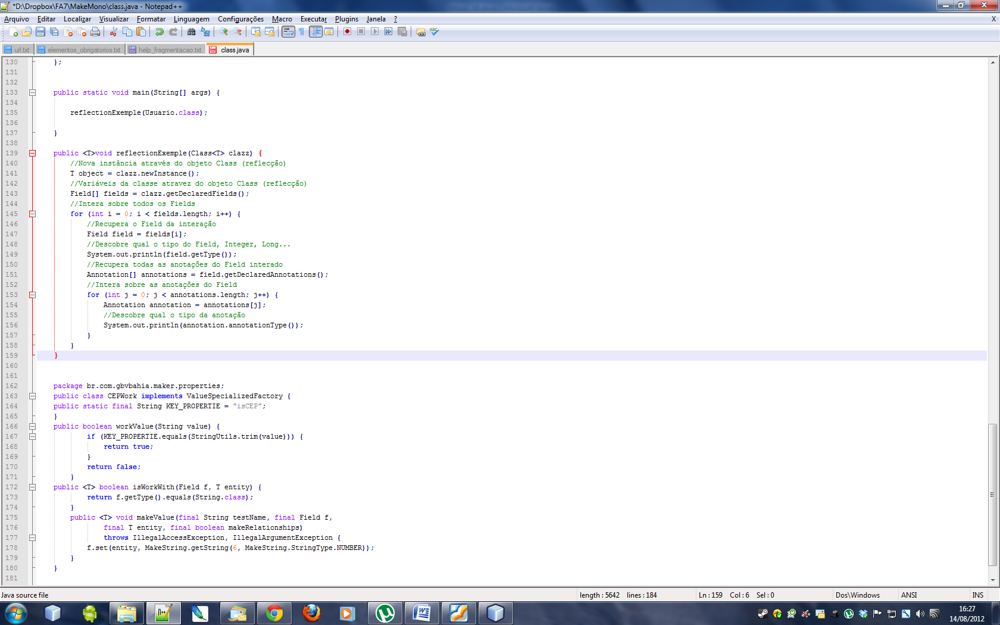 *D:\Dropbox\FA7\MakeMono\class.java - Notepad++
Arquivo Editar Localizar Visualizar Formatar Linguagem Configurações Macro Executar Plugins Janela ? X
url.txt elementos_obrigatorios.txt help_fragmentacao.txt class.java
130 };
131
132
133 public static void main(String[] args) {
134
135 reflectionExemple(Usuario.class);
136
137 }
138
139 public <T>void reflectionExemple(Class<T> clazz) {
140 //Nova instância através do objeto Class (reflecção)
141 T object = clazz.newInstance();
142 //Variáveis da classe atravez do objeto Class (reflecção)
143 Field[] fields = clazz.getDeclaredFields();
144 //Intera sobre todos os Fields
145 for (int i = 0; i < fields.length; i++) {
146 //Recupera o Field da interação
147 Field field = fields[i];
148 //Descobre qual o tipo do Field, Integer, Long...
149 System.out.println(field.getType());
150 //Recupera todas as anotações do Field interado
151 Annotation[] annotations = field.getDeclaredAnnotations();
152 //Intera sobre as anotações do Field
153 for (int j = 0; j < annotations.length; j++) {
154 Annotation annotation = annotations[j];
155 //Descobre qual o tipo da anotação
156 System.out.println(annotation.annotationType());
157 }
158 }
159 }
160
161
162 package br.com.gbvbahia.maker.properties;
163 public class CEPWork implements ValueSpecializedFactory {
164 public static final String KEY_PROPERTIE = "isCEP";
165 }
166 public boolean workValue(String value) {
167 if (KEY_PROPERTIE.equals(StringUtils.trim(value))) {
168 return true;
169 }
170 return false;
171 }
172 public <T> boolean isWorkWith(Field f, T entity) {
173 return f.getType().equals(String.class);
174 }
175 public <T> void makeValue(final String testName, final Field f,
176 final T entity, final boolean makeRelationships)
177 throws IllegalAccessException, IllegalArgumentException {
178 f.set(entity, MakeString.getString(6, MakeString.StringType.NUMBER));
179 }
180 }
181
Java source file length : 5642 lines : 184 Ln : 159 Col : 6 Sel : 0 Dos\Windows ANSI INS
16:27
14/08/2012